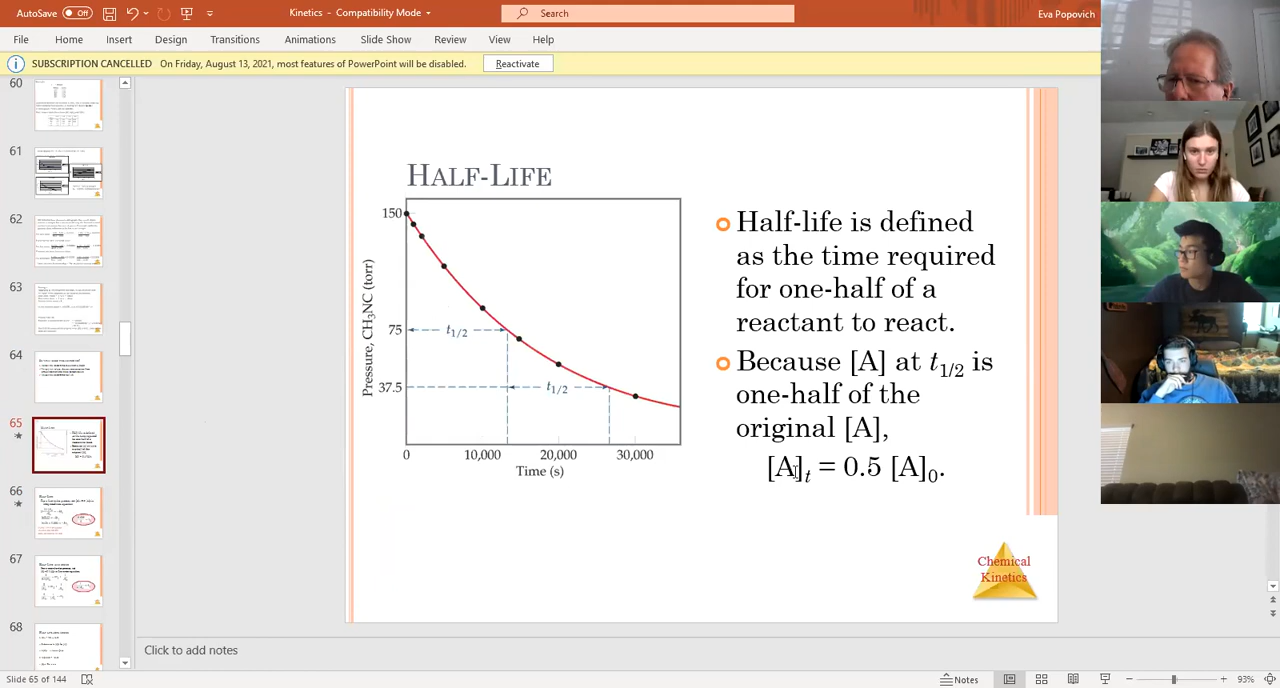 AutoSave Off Kinetics - Compatibility Mode Search Eva Popovich
File Home Insert Design Transitions Animations Slide Show Review View Help
SUBSCRIPTION CANCELLED On Friday, August 13, 2021, most features of PowerPoint will be disabled. Reactivate
60
61
62
63
64
65
66
67
68
HALF-LIFE
150
75
37.5
t1/2
t1/2
Pressure, CH3NC (torr)
0 10,000 20,000 30,000
Time (s)
Half-life is defined
as the time required
for one-half of a
reactant to react.
Because [A] at t1/2 is
one-half of the
original [A],
[A]t = 0.5 [A]0.
Chemical
Kinetics
Click to add notes
Slide 65 of 144 Notes 93%